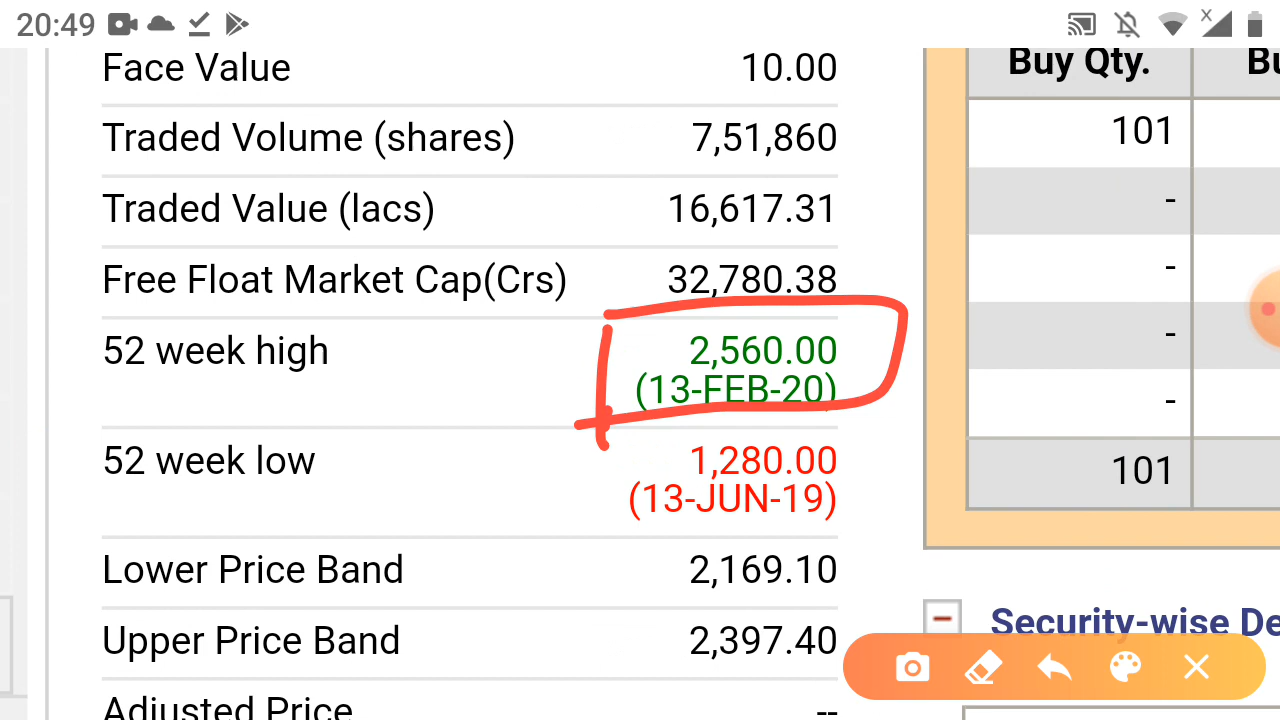 20:49
Face Value 10.00
Traded Volume (shares) 7,51,860
Traded Value (lacs) 16,617.31
Free Float Market Cap(Crs) 32,780.38
52 week high 2,560.00
(13-FEB-20)
52 week low 1,280.00
(13-JUN-19)
Lower Price Band 2,169.10
Upper Price Band 2,397.40
Adjusted Price --
Buy Qty.
101
-
-
-
-
101
Security-wise